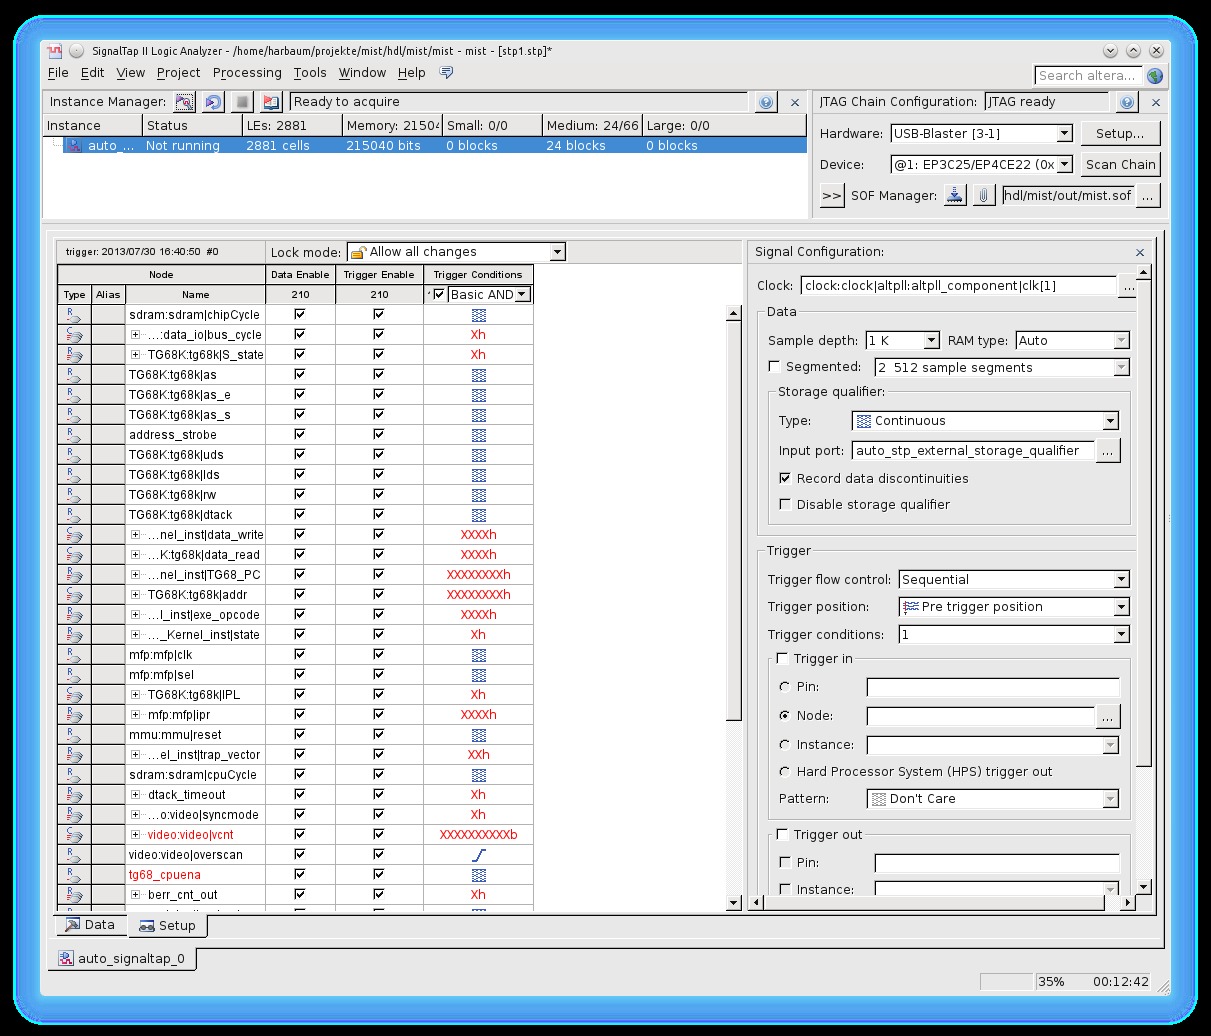 SignalTap II Logic Analyzer - /home/harbaum/projekte/mist/hdl/mist/mist - mist - [stp1.stp]*
File Edit View Project Processing Tools Window Help
Search altera...
Instance Manager: Ready to acquire
Instance Status LEs: 2881 Memory: 21504 Small: 0/0 Medium: 24/66 Large: 0/0
auto_... Not running 2881 cells 215040 bits 0 blocks 24 blocks 0 blocks
JTAG Chain Configuration: JTAG ready
Hardware: USB-Blaster [3-1] Setup...
Device: @1: EP3C25/EP4CE22 (0x Scan Chain
>> SOF Manager: hdl/mist/out/mist.sof ...
trigger: 2013/07/30 16:40:50 #0 Lock mode: Allow all changes
Node Data Enable Trigger Enable Trigger Conditions
Type Alias Name 210 210 Basic AND
sdram:sdram|chipCycle
...:data_io|bus_cycle Xh
TG68K:tg68k|S_state Xh
TG68K:tg68k|as
TG68K:tg68k|as_e
TG68K:tg68k|as_s
address_strobe
TG68K:tg68k|uds
TG68K:tg68k|lds
TG68K:tg68k|rw
TG68K:tg68k|dtack
...nel_inst|data_write XXXXh
...K:tg68k|data_read XXXXh
...nel_inst|TG68_PC XXXXXXXXh
TG68K:tg68k|addr XXXXXXXXh
...l_inst|exe_opcode XXXXh
..._Kernel_inst|state Xh
mfp:mfp|clk
mfp:mfp|sel
TG68K:tg68k|IPL Xh
mfp:mfp|ipr XXXXh
mmu:mmu|reset
...el_inst|trap_vector XXh
sdram:sdram|cpuCycle
dtack_timeout Xh
...o:video|syncmode Xh
video:video|vcnt XXXXXXXXXXb
video:video|overscan
tg68_cpuena
berr_cnt_out Xh
Signal Configuration:
Clock: clock:clock|altpll:altpll_component|clk[1] ...
Data
Sample depth: 1 K RAM type: Auto
Segmented: 2 512 sample segments
Storage qualifier:
Type: Continuous
Input port: auto_stp_external_storage_qualifier ...
Record data discontinuities
Disable storage qualifier
Trigger
Trigger flow control: Sequential
Trigger position: Pre trigger position
Trigger conditions: 1
Trigger in
Pin:
Node: ...
Instance:
Hard Processor System (HPS) trigger out
Pattern: Don't Care
Trigger out
Pin:
Instance:
Data Setup
auto_signaltap_0
35% 00:12:42